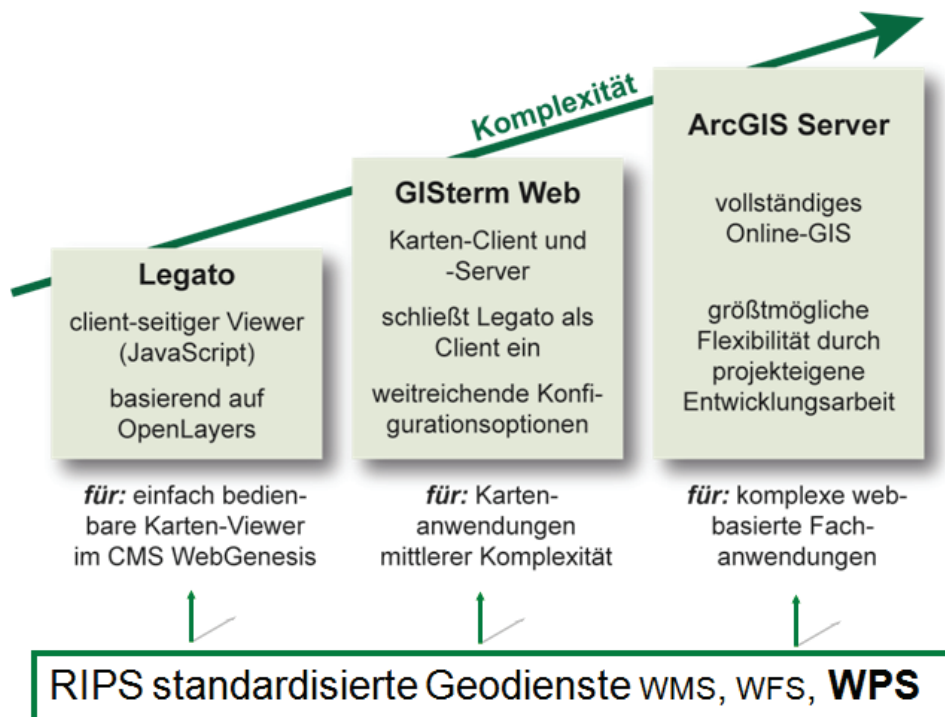 Komplexität
Legato
client-seitiger Viewer
(JavaScript)
basierend auf
OpenLayers
für: einfach bedien-
bare Karten-Viewer
im CMS WebGenesis
GISterm Web
Karten-Client und
-Server
schließt Legato als
Client ein
weitreichende Konfi-
gurationsoptionen
für: Karten-
anwendungen
mittlerer Komplexität
ArcGIS Server
vollständiges
Online-GIS
größtmögliche
Flexibilität durch
projekteigene
Entwicklungsarbeit
für: komplexe web-
basierte Fach-
anwendungen
RIPS standardisierte Geodienste WMS, WFS, WPS